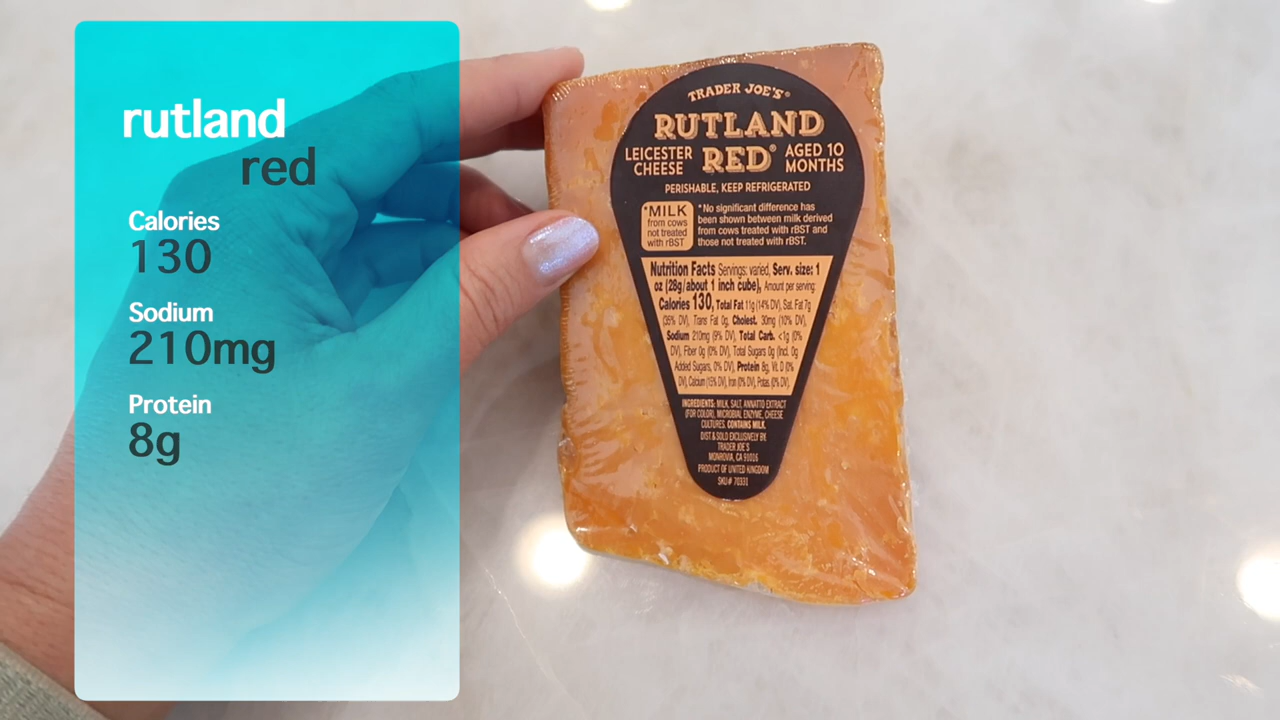 rutland
red
Calories
130
Sodium
210mg
Protein
8g
TRADER JOE'S®
RUTLAND
LEICESTER CHEESE RED® AGED 10 MONTHS
PERISHABLE, KEEP REFRIGERATED
*MILK
from cows
not treated
with rBST
*No significant difference has
been shown between milk derived
from cows treated with rBST and
those not treated with rBST.
Nutrition Facts Servings: varied, Serv. size: 1
oz (28g/about 1 inch cube), Amount per serving:
Calories 130, Total Fat 11g (14% DV), Sat. Fat 7g
(35% DV), Trans Fat 0g, Cholest. 30mg (10% DV),
Sodium 210mg (9% DV), Total Carb. <1g (0%
DV), Fiber 0g (0% DV), Total Sugars 0g (Incl. 0g
Added Sugars, 0% DV), Protein 8g, Vit. D (0%
DV), Calcium (15% DV), Iron (0% DV), Potas. (0% DV).
INGREDIENTS: MILK, SALT, ANNATTO EXTRACT
(FOR COLOR), MICROBIAL ENZYME, CHEESE
CULTURES. CONTAINS MILK.
DIST. & SOLD EXCLUSIVELY BY:
TRADER JOE'S
MONROVIA, CA 91016
PRODUCT OF UNITED KINGDOM
SKU# 70331